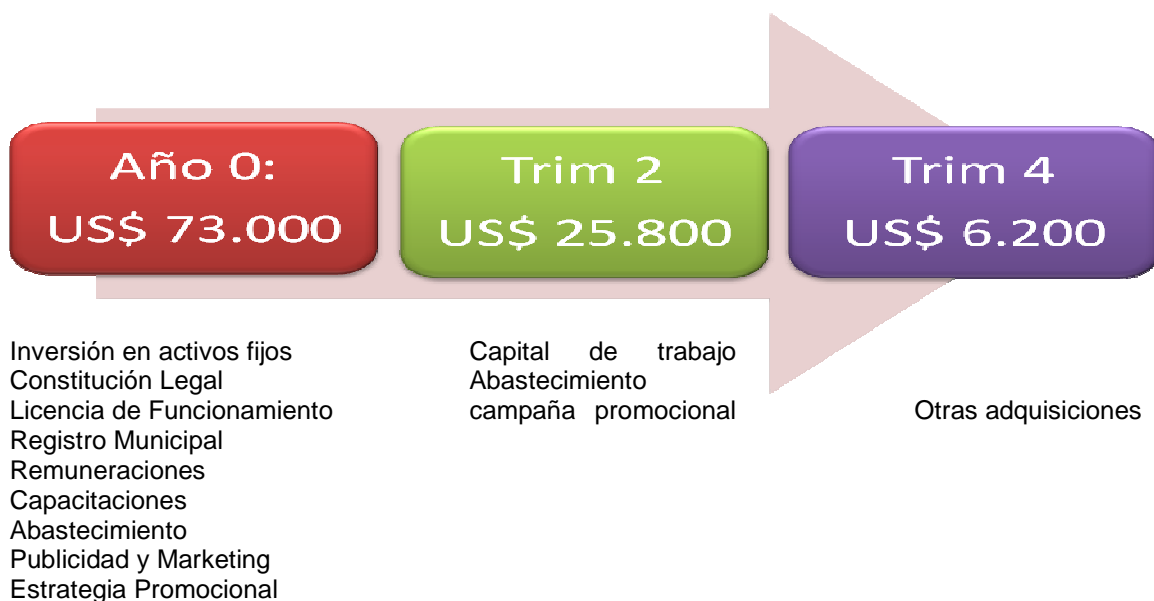 Año 0:
US$ 73.000
Trim 2
US$ 25.800
Trim 4
US$ 6.200
Inversión en activos fijos
Constitución Legal
Licencia de Funcionamiento
Registro Municipal
Remuneraciones
Capacitaciones
Abastecimiento
Publicidad y Marketing
Estrategia Promocional
Capital de trabajo
Abastecimiento
campaña promocional
Otras adquisiciones